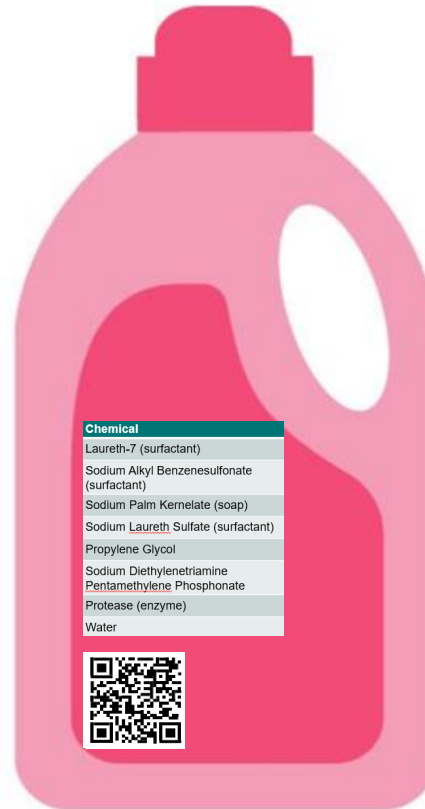 Chemical
Laureth-7 (surfactant)
Sodium Alkyl Benzenesulfonate
(surfactant)
Sodium Palm Kernelate (soap)
Sodium Laureth Sulfate (surfactant)
Propylene Glycol
Sodium Diethylenetriamine
Pentamethylene Phosphonate
Protease (enzyme)
Water